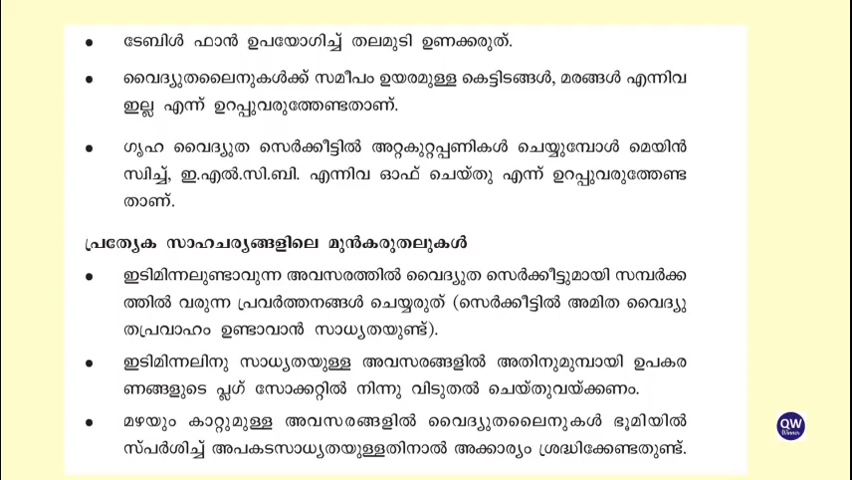 • ടേബിൾ ഫാൻ ഉപയോഗിച്ച് തലമുടി ഉണക്കരുത്.
• വൈദ്യുതലൈനുകൾക്ക് സമീപം ഉയരമുള്ള കെട്ടിടങ്ങൾ, മരങ്ങൾ എന്നിവ
ഇല്ല എന്ന് ഉറപ്പുവരുത്തേണ്ടതാണ്.
• ഗൃഹ വൈദ്യുത സെർക്കീട്ടിൽ അറ്റകുറ്റപ്പണികൾ ചെയ്യുമ്പോൾ മെയിൻ
സ്വിച്ച്, ഇ.എൽ.സി.ബി. എന്നിവ ഓഫ് ചെയ്തു എന്ന് ഉറപ്പുവരുത്തേണ്ട
താണ്.
പ്രത്യേക സാഹചര്യങ്ങളിലെ മുൻകരുതലുകൾ
• ഇടിമിന്നലുണ്ടാവുന്ന അവസരത്തിൽ വൈദ്യുത സെർക്കീട്ടുമായി സമ്പർക്ക
ത്തിൽ വരുന്ന പ്രവർത്തനങ്ങൾ ചെയ്യരുത് (സെർക്കീട്ടിൽ അമിത വൈദ്യു
തപ്രവാഹം ഉണ്ടാവാൻ സാധ്യതയുണ്ട്).
• ഇടിമിന്നലിനു സാധ്യതയുള്ള അവസരങ്ങളിൽ അതിനുമുമ്പായി ഉപകര
ണങ്ങളുടെ പ്ലഗ് സോക്കറ്റിൽ നിന്നു വിടുതൽ ചെയ്തുവയ്ക്കണം.
• മഴയും കാറ്റുമുള്ള അവസരങ്ങളിൽ വൈദ്യുതലൈനുകൾ ഭൂമിയിൽ
സ്പർശിച്ച് അപകടസാധ്യതയുള്ളതിനാൽ അക്കാര്യം ശ്രദ്ധിക്കേണ്ടതുണ്ട്.
QW